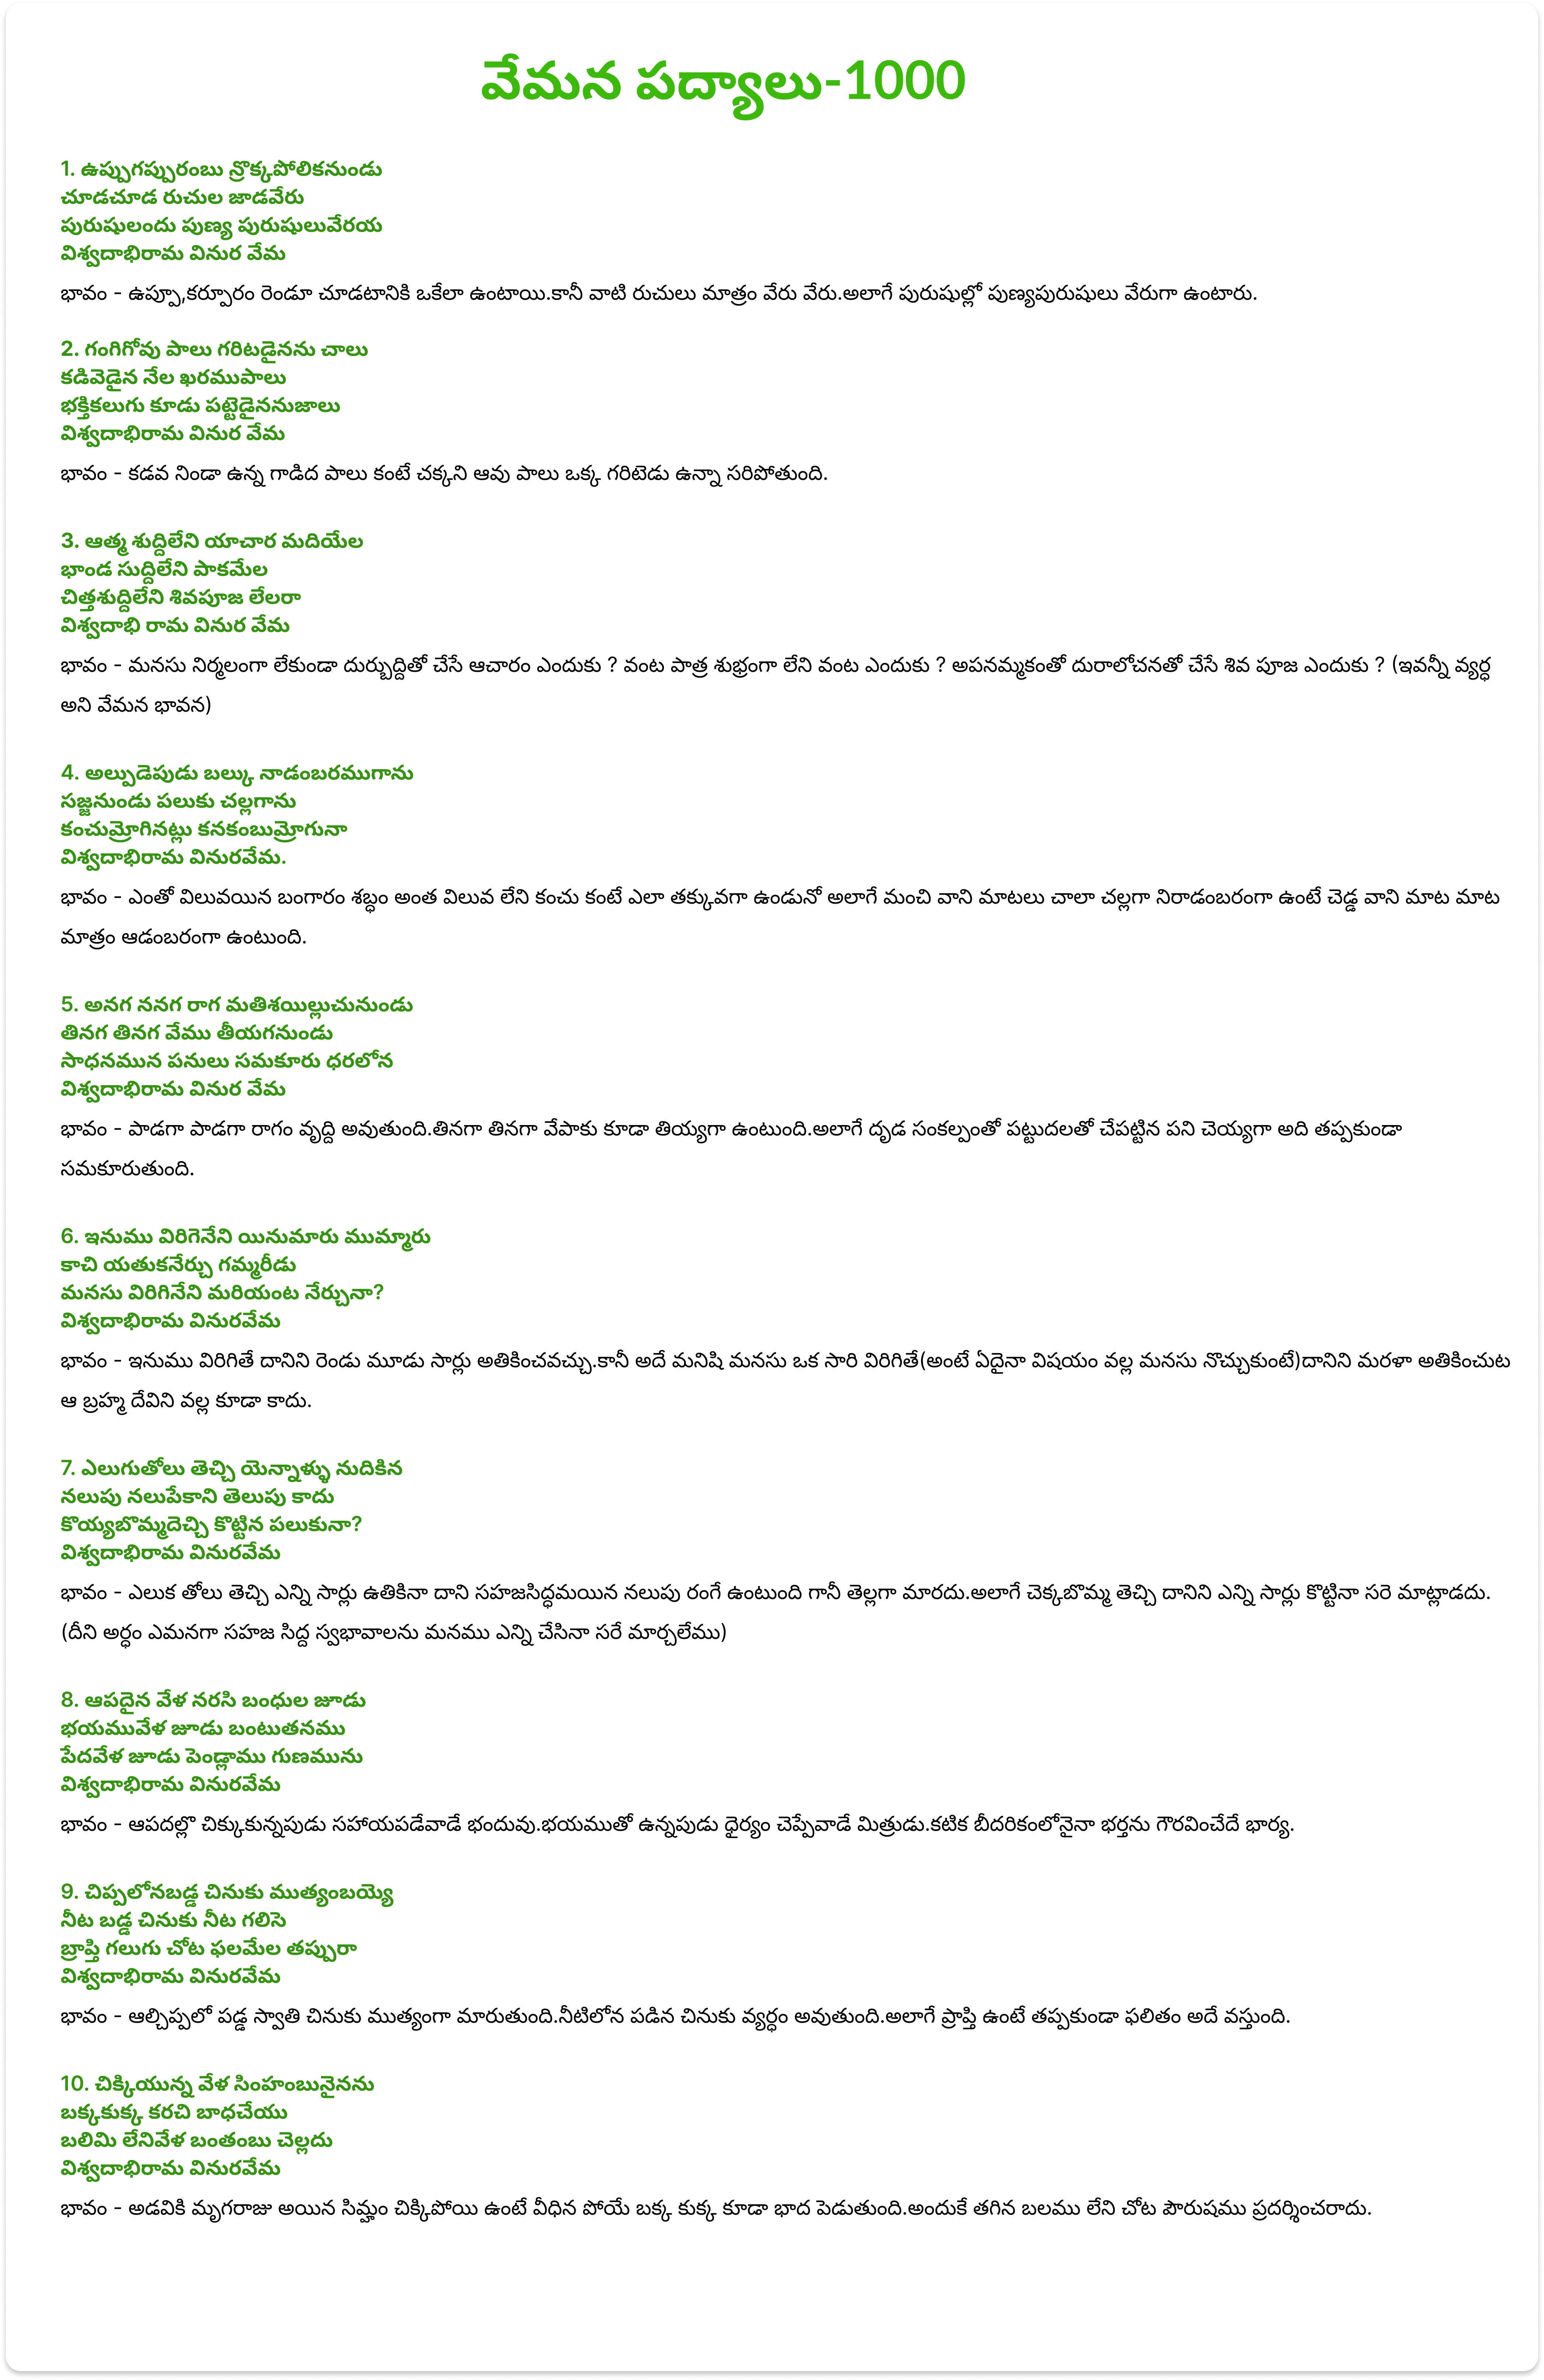 వేమన పద్యాలు-1000
1. ఉప్పుగప్పురంబు న్రొక్కపోలికనుండు
చూడచూడ రుచుల జాడవేరు
పురుషులందు పుణ్య పురుషులువేరయ
విశ్వదాభిరామ వినుర వేమ
భావం - ఉప్పూ,కర్పూరం రెండూ చూడటానికి ఒకేలా ఉంటాయి.కానీ వాటి రుచులు మాత్రం వేరు వేరు.అలాగే పురుషుల్లో పుణ్యపురుషులు వేరుగా ఉంటారు.
2. గంగిగోవు పాలు గరిటడైనను చాలు
కడివెడైన నేల ఖరముపాలు
భక్తికలుగు కూడు పట్టెడైననుజాలు
విశ్వదాభిరామ వినుర వేమ
భావం - కడవ నిండా ఉన్న గాడిద పాలు కంటే చక్కని ఆవు పాలు ఒక్క గరిటెడు ఉన్నా సరిపోతుంది.
3. ఆత్మ శుద్దిలేని యాచార మదియేల
భాండ సుద్దిలేని పాకమేల
చిత్తశుద్దిలేని శివపూజ లేలరా
విశ్వదాభి రామ వినుర వేమ
భావం - మనసు నిర్మలంగా లేకుండా దుర్బుద్దితో చేసే ఆచారం ఎందుకు ? వంట పాత్ర శుభ్రంగా లేని వంట ఎందుకు ? అపనమ్మకంతో దురాలోచనతో చేసే శివ పూజ ఎందుకు ? (ఇవన్నీ వ్యర్ధ
అని వేమన భావన)
4. అల్పుడెపుడు బల్కు నాడంబరముగాను
సజ్జనుండు పలుకు చల్లగాను
కంచుమ్రోగినట్లు కనకంబుమ్రోగునా
విశ్వదాభిరామ వినురవేమ.
భావం - ఎంతో విలువయిన బంగారం శబ్ధం అంత విలువ లేని కంచు కంటే ఎలా తక్కువగా ఉండునో అలాగే మంచి వాని మాటలు చాలా చల్లగా నిరాడంబరంగా ఉంటే చెడ్డ వాని మాట మాట
మాత్రం ఆడంబరంగా ఉంటుంది.
5. అనగ ననగ రాగ మతిశయిల్లుచునుండు
తినగ తినగ వేము తీయగనుండు
సాధనమున పనులు సమకూరు ధరలోన
విశ్వదాభిరామ వినుర వేమ
భావం - పాడగా పాడగా రాగం వృద్ది అవుతుంది.తినగా తినగా వేపాకు కూడా తియ్యగా ఉంటుంది.అలాగే దృడ సంకల్పంతో పట్టుదలతో చేపట్టిన పని చెయ్యగా అది తప్పకుండా
సమకూరుతుంది.
6. ఇనుము విరిగెనేని యినుమారు ముమ్మారు
కాచి యతుకనేర్చు గమ్మరీడు
మనసు విరిగినేని మరియంట నేర్చునా?
విశ్వదాభిరామ వినురవేమ
భావం - ఇనుము విరిగితే దానిని రెండు మూడు సార్లు అతికించవచ్చు.కానీ అదే మనిషి మనసు ఒక సారి విరిగితే(అంటే ఏదైనా విషయం వల్ల మనసు నొచ్చుకుంటే)దానిని మరళా అతికించుట
ఆ బ్రహ్మ దేవిని వల్ల కూడా కాదు.
7. ఎలుగుతోలు తెచ్చి యెన్నాళ్ళు నుదికిన
నలుపు నలుపేకాని తెలుపు కాదు
కొయ్యబొమ్మదెచ్చి కొట్టిన పలుకునా?
విశ్వదాభిరామ వినురవేమ
భావం - ఎలుక తోలు తెచ్చి ఎన్ని సార్లు ఉతికినా దాని సహజసిద్ధమయిన నలుపు రంగే ఉంటుంది గానీ తెల్లగా మారదు.అలాగే చెక్కబొమ్మ తెచ్చి దానిని ఎన్ని సార్లు కొట్టినా సరె మాట్లాడదు.
(దీని అర్ధం ఎమనగా సహజ సిద్ద స్వభావాలను మనము ఎన్ని చేసినా సరే మార్చలేము)
8. ఆపదైన వేళ నరసి బంధుల జూడు
భయమువేళ జూడు బంటుతనము
పేదవేళ జూడు పెండ్లాము గుణమును
విశ్వదాభిరామ వినురవేమ
భావం - ఆపదల్లొ చిక్కుకున్నపుడు సహాయపడేవాడే భందువు.భయముతో ఉన్నపుడు ధైర్యం చెప్పేవాడే మిత్రుడు.కటిక బీదరికంలోనైనా భర్తను గౌరవించేదే భార్య.
9. చిప్పలోనబడ్డ చినుకు ముత్యంబయ్యె
నీట బడ్డ చినుకు నీట గలిసె
బ్రాప్తి గలుగు చోట ఫలమేల తప్పురా
విశ్వదాభిరామ వినురవేమ
భావం - ఆల్చిప్పలో పడ్డ స్వాతి చినుకు ముత్యంగా మారుతుంది.నీటిలోన పడిన చినుకు వ్యర్ధం అవుతుంది.అలాగే ప్రాప్తి ఉంటే తప్పకుండా ఫలితం అదే వస్తుంది.
10. చిక్కియున్న వేళ సింహంబునైనను
బక్కకుక్క కరచి బాధచేయు
బలిమి లేనివేళ బంతంబు చెల్లదు
విశ్వదాభిరామ వినురవేమ
భావం - అడవికి మృగరాజు అయిన సిమ్హం చిక్కిపోయి ఉంటే వీధిన పోయే బక్క కుక్క కూడా భాద పెడుతుంది.అందుకే తగిన బలము లేని చోట పౌరుషము ప్రదర్శించరాదు.